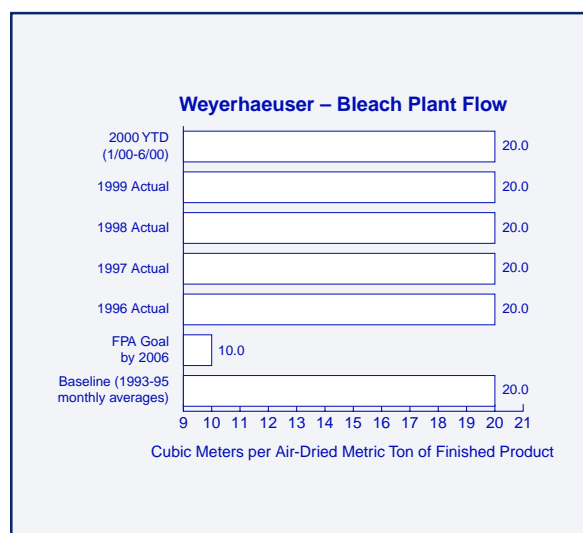 Weyerhaeuser – Bleach Plant Flow
2000 YTD
(1/00-6/00)
20.0
1999 Actual
20.0
1998 Actual
20.0
1997 Actual
20.0
1996 Actual
20.0
FPA Goal
by 2006
10.0
Baseline (1993-95
monthly averages)
20.0
9 10 11 12 13 14 15 16 17 18 19 20 21
Cubic Meters per Air-Dried Metric Ton of Finished Product